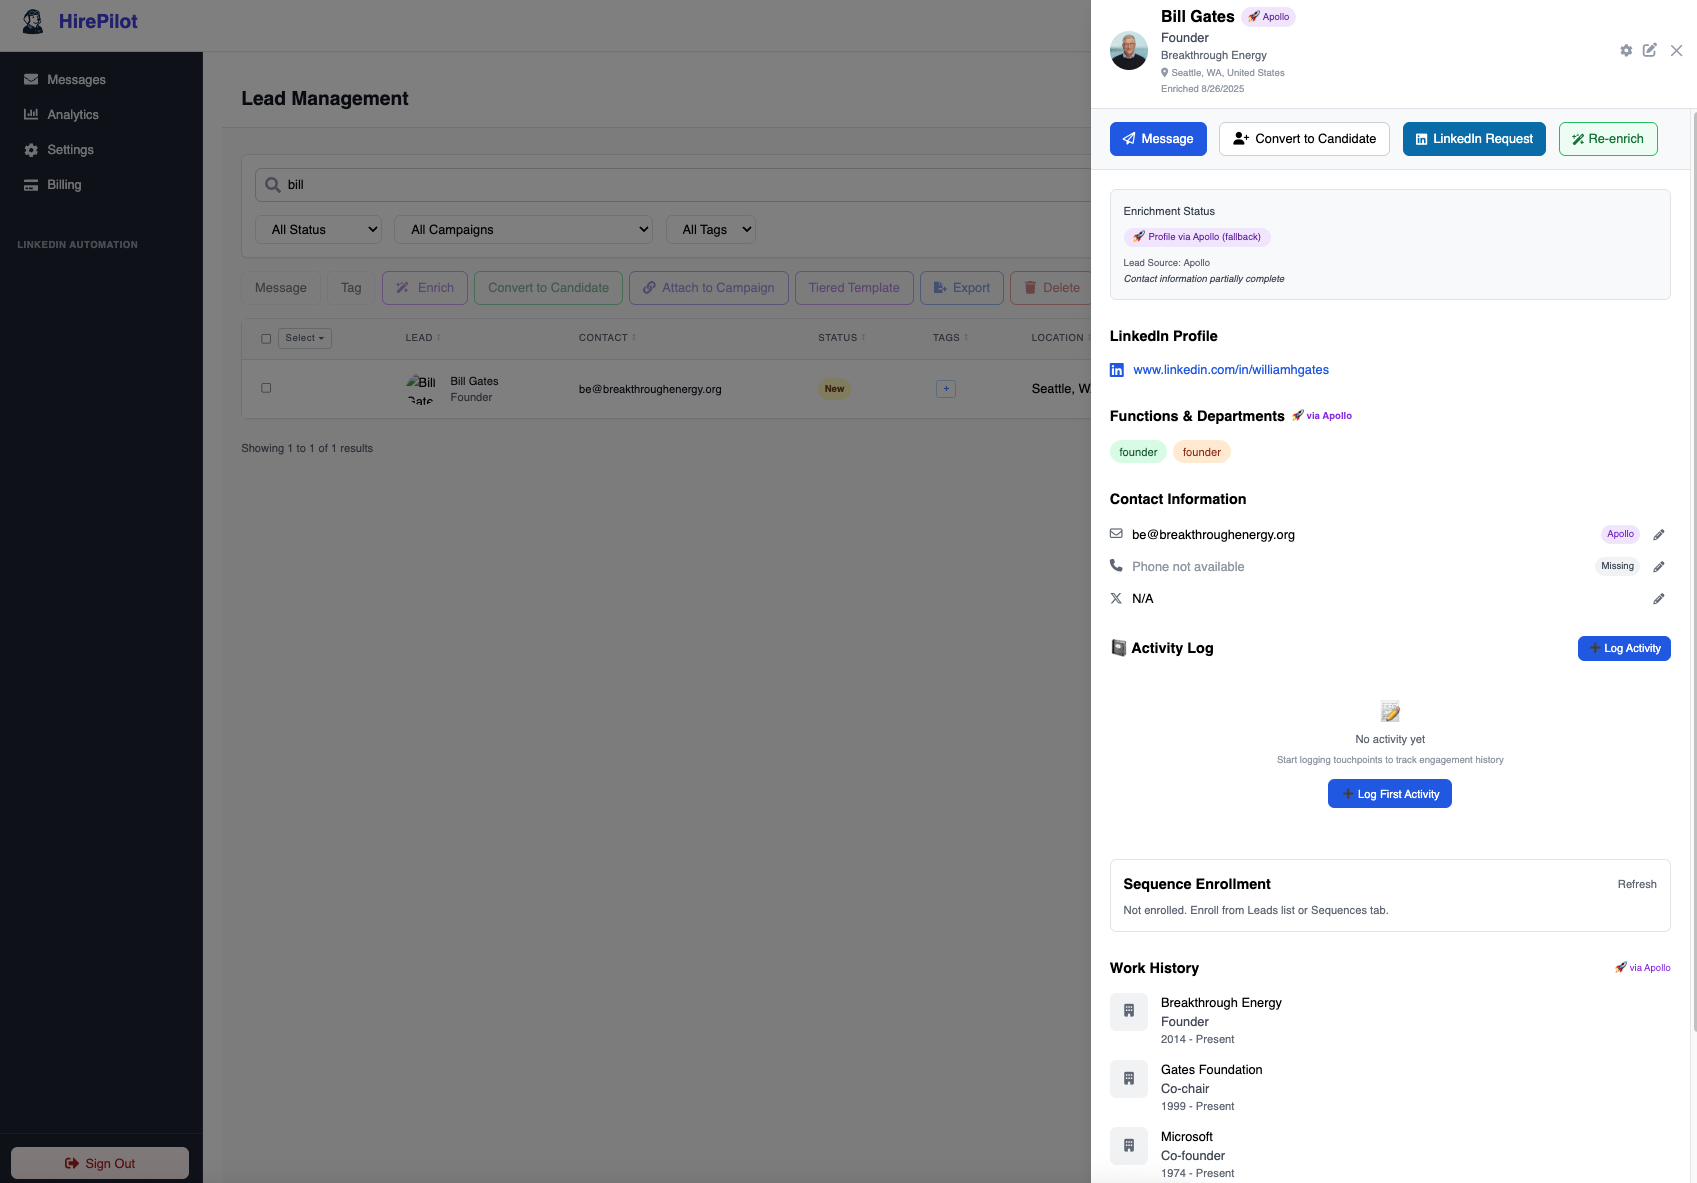 HirePilot
Messages
Analytics
Settings
Billing
LINKEDIN AUTOMATION
Sign Out
Lead Management
bill
All Status
All Campaigns
All Tags
Message
Tag
Enrich
Convert to Candidate
Attach to Campaign
Tiered Template
Export
Delete
Select
LEAD
CONTACT
STATUS
TAGS
LOCATION
Bill
Gate
Bill Gates
Founder
be@breakthroughenergy.org
New
+
Seattle, W
Showing 1 to 1 of 1 results
Bill Gates
Apollo
Founder
Breakthrough Energy
Seattle, WA, United States
Enriched 8/26/2025
Message
Convert to Candidate
LinkedIn Request
Re-enrich
Enrichment Status
Profile via Apollo (fallback)
Lead Source: Apollo
Contact information partially complete
LinkedIn Profile
www.linkedin.com/in/williamhgates
Functions & Departments
via Apollo
founder
founder
Contact Information
be@breakthroughenergy.org
Apollo
Phone not available
Missing
N/A
Activity Log
Log Activity
No activity yet
Start logging touchpoints to track engagement history
Log First Activity
Sequence Enrollment
Refresh
Not enrolled. Enroll from Leads list or Sequences tab.
Work History
via Apollo
Breakthrough Energy
Founder
2014 - Present
Gates Foundation
Co-chair
1999 - Present
Microsoft
Co-founder
1974 - Present